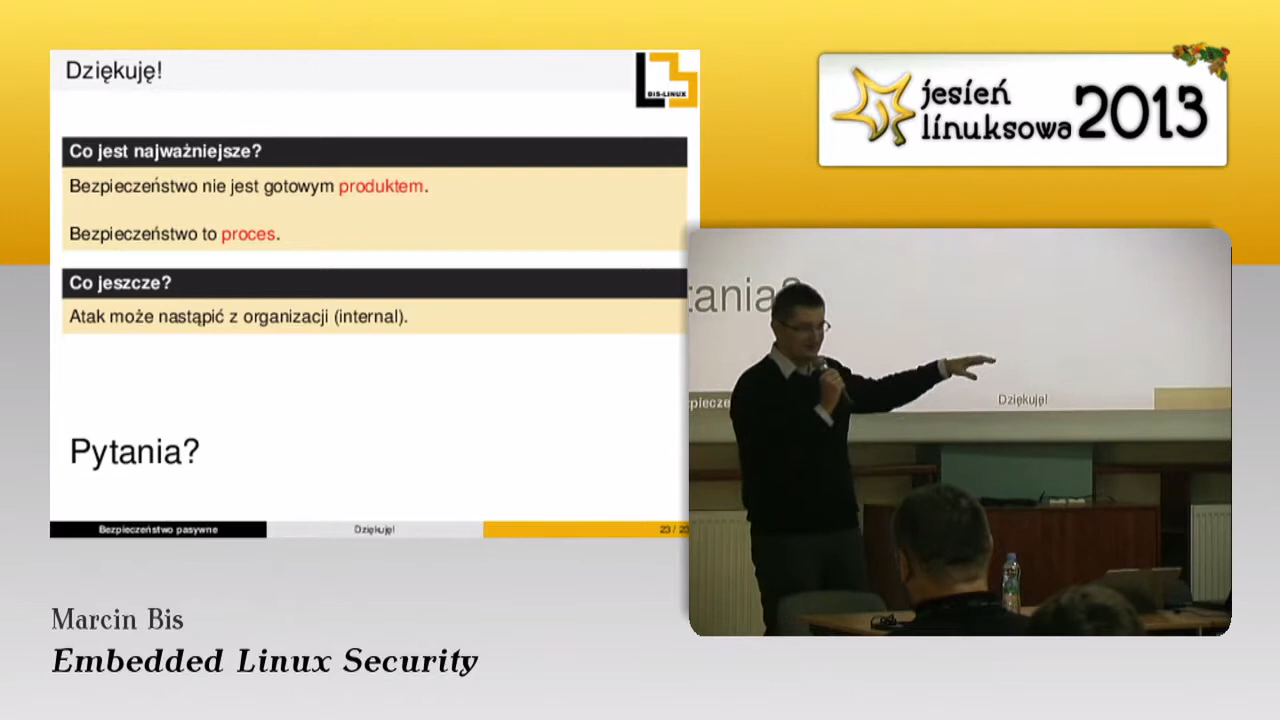 Dziękuję!
BIS-LINUX
Co jest najważniejsze?
Bezpieczeństwo nie jest gotowym produktem.
Bezpieczeństwo to proces.
Co jeszcze?
Atak może nastąpić z organizacji (internal).
Pytania?
Bezpieczeństwo pasywne
Dziękuję!
23 / 23
jesień
linuksowa
2013
tania?
Dziękuję!
Marcin Bis
Embedded Linux Security